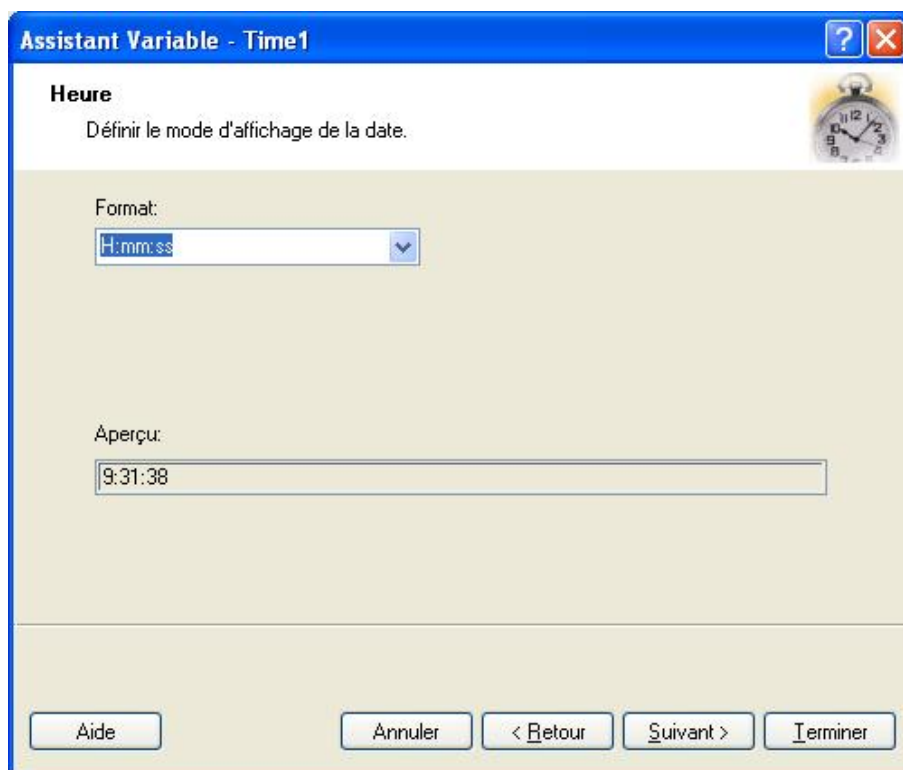 Assistant Variable - Time1
Heure
Définir le mode d'affichage de la date.
Format:
H:mm:ss
Aperçu:
9:31:38
Aide
Annuler
< Retour
Suivant >
Terminer